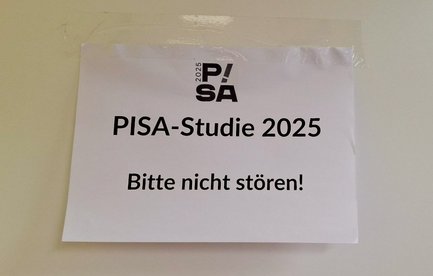 2025
P!
SA
PISA-Studie 2025
Bitte nicht stören!